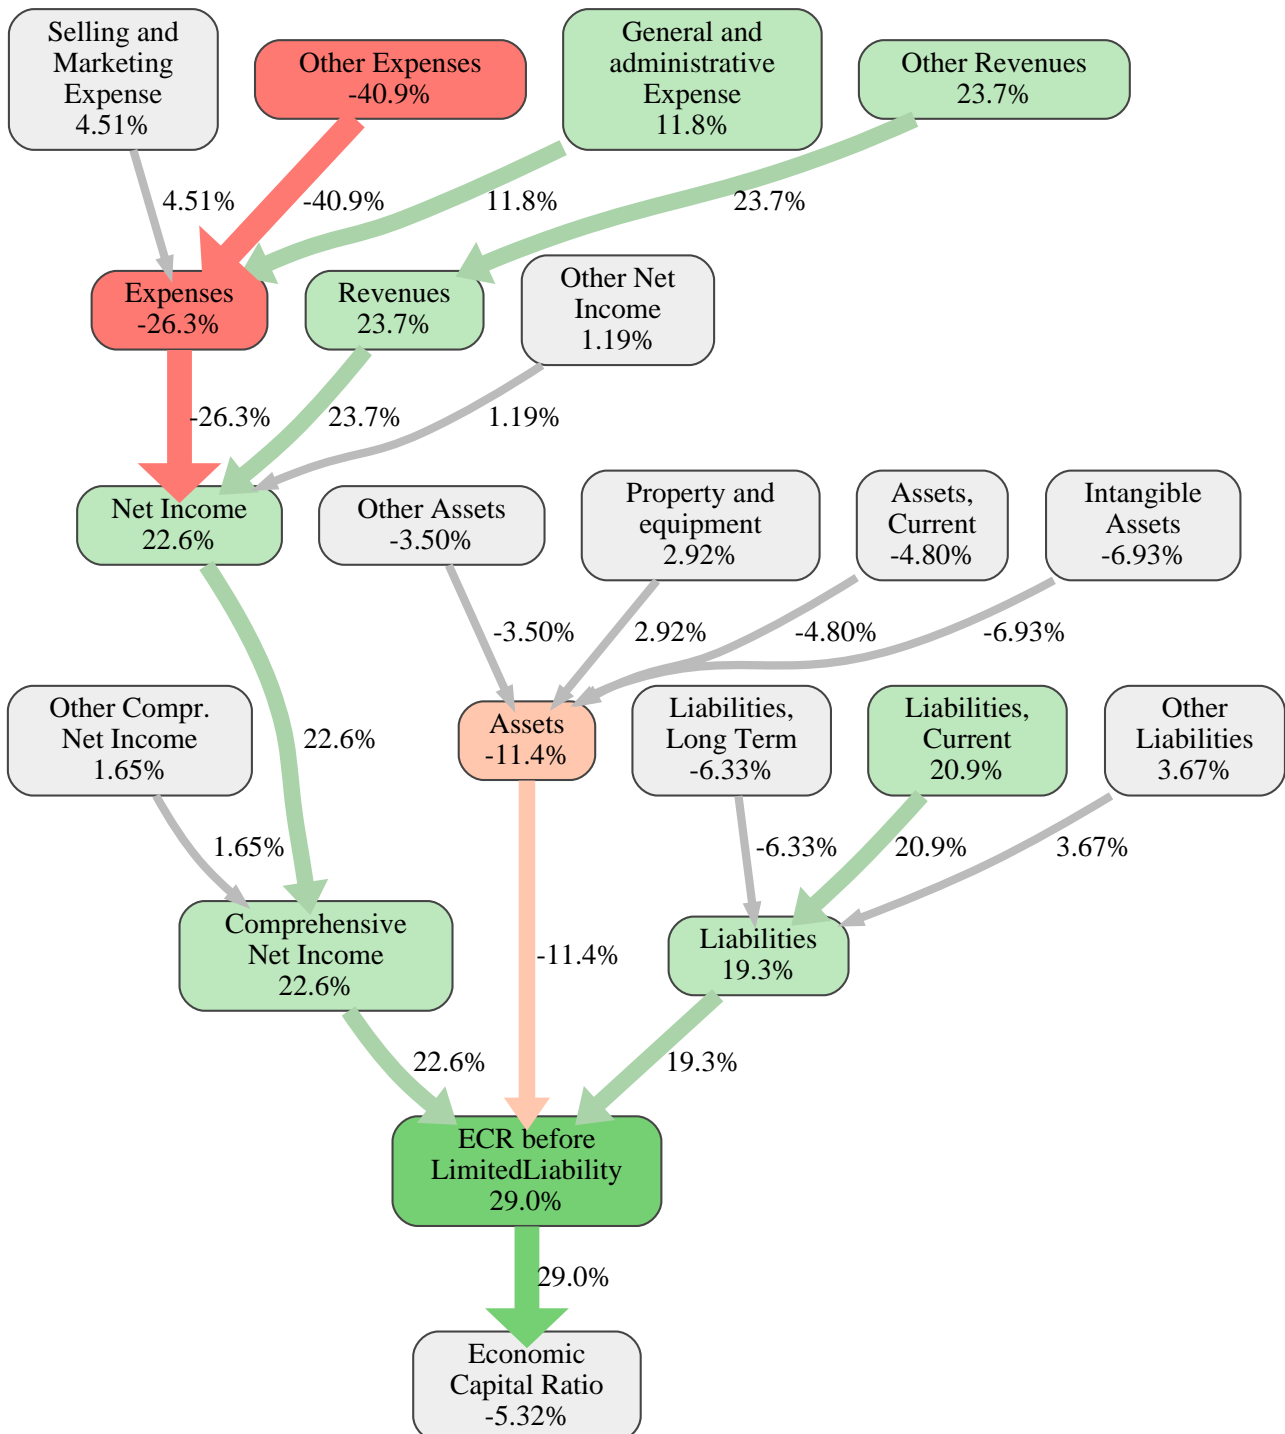 Selling and
Marketing
Expense
4.51%
Other Expenses
-40.9%
General and
administrative
Expense
11.8%
Other Revenues
23.7%
4.51%
-40.9%
11.8%
23.7%
Expenses
-26.3%
Revenues
23.7%
Other Net
Income
1.19%
-26.3%
23.7%
1.19%
Net Income
22.6%
Other Assets
-3.50%
Property and
equipment
2.92%
Assets,
Current
-4.80%
Intangible
Assets
-6.93%
-3.50%
2.92%
-4.80%
-6.93%
Other Compr.
Net Income
1.65%
22.6%
Assets
-11.4%
Liabilities,
Long Term
-6.33%
Liabilities,
Current
20.9%
Other
Liabilities
3.67%
1.65%
-6.33%
20.9%
3.67%
Comprehensive
Net Income
22.6%
-11.4%
Liabilities
19.3%
22.6%
19.3%
ECR before
LimitedLiability
29.0%
29.0%
Economic
Capital Ratio
-5.32%